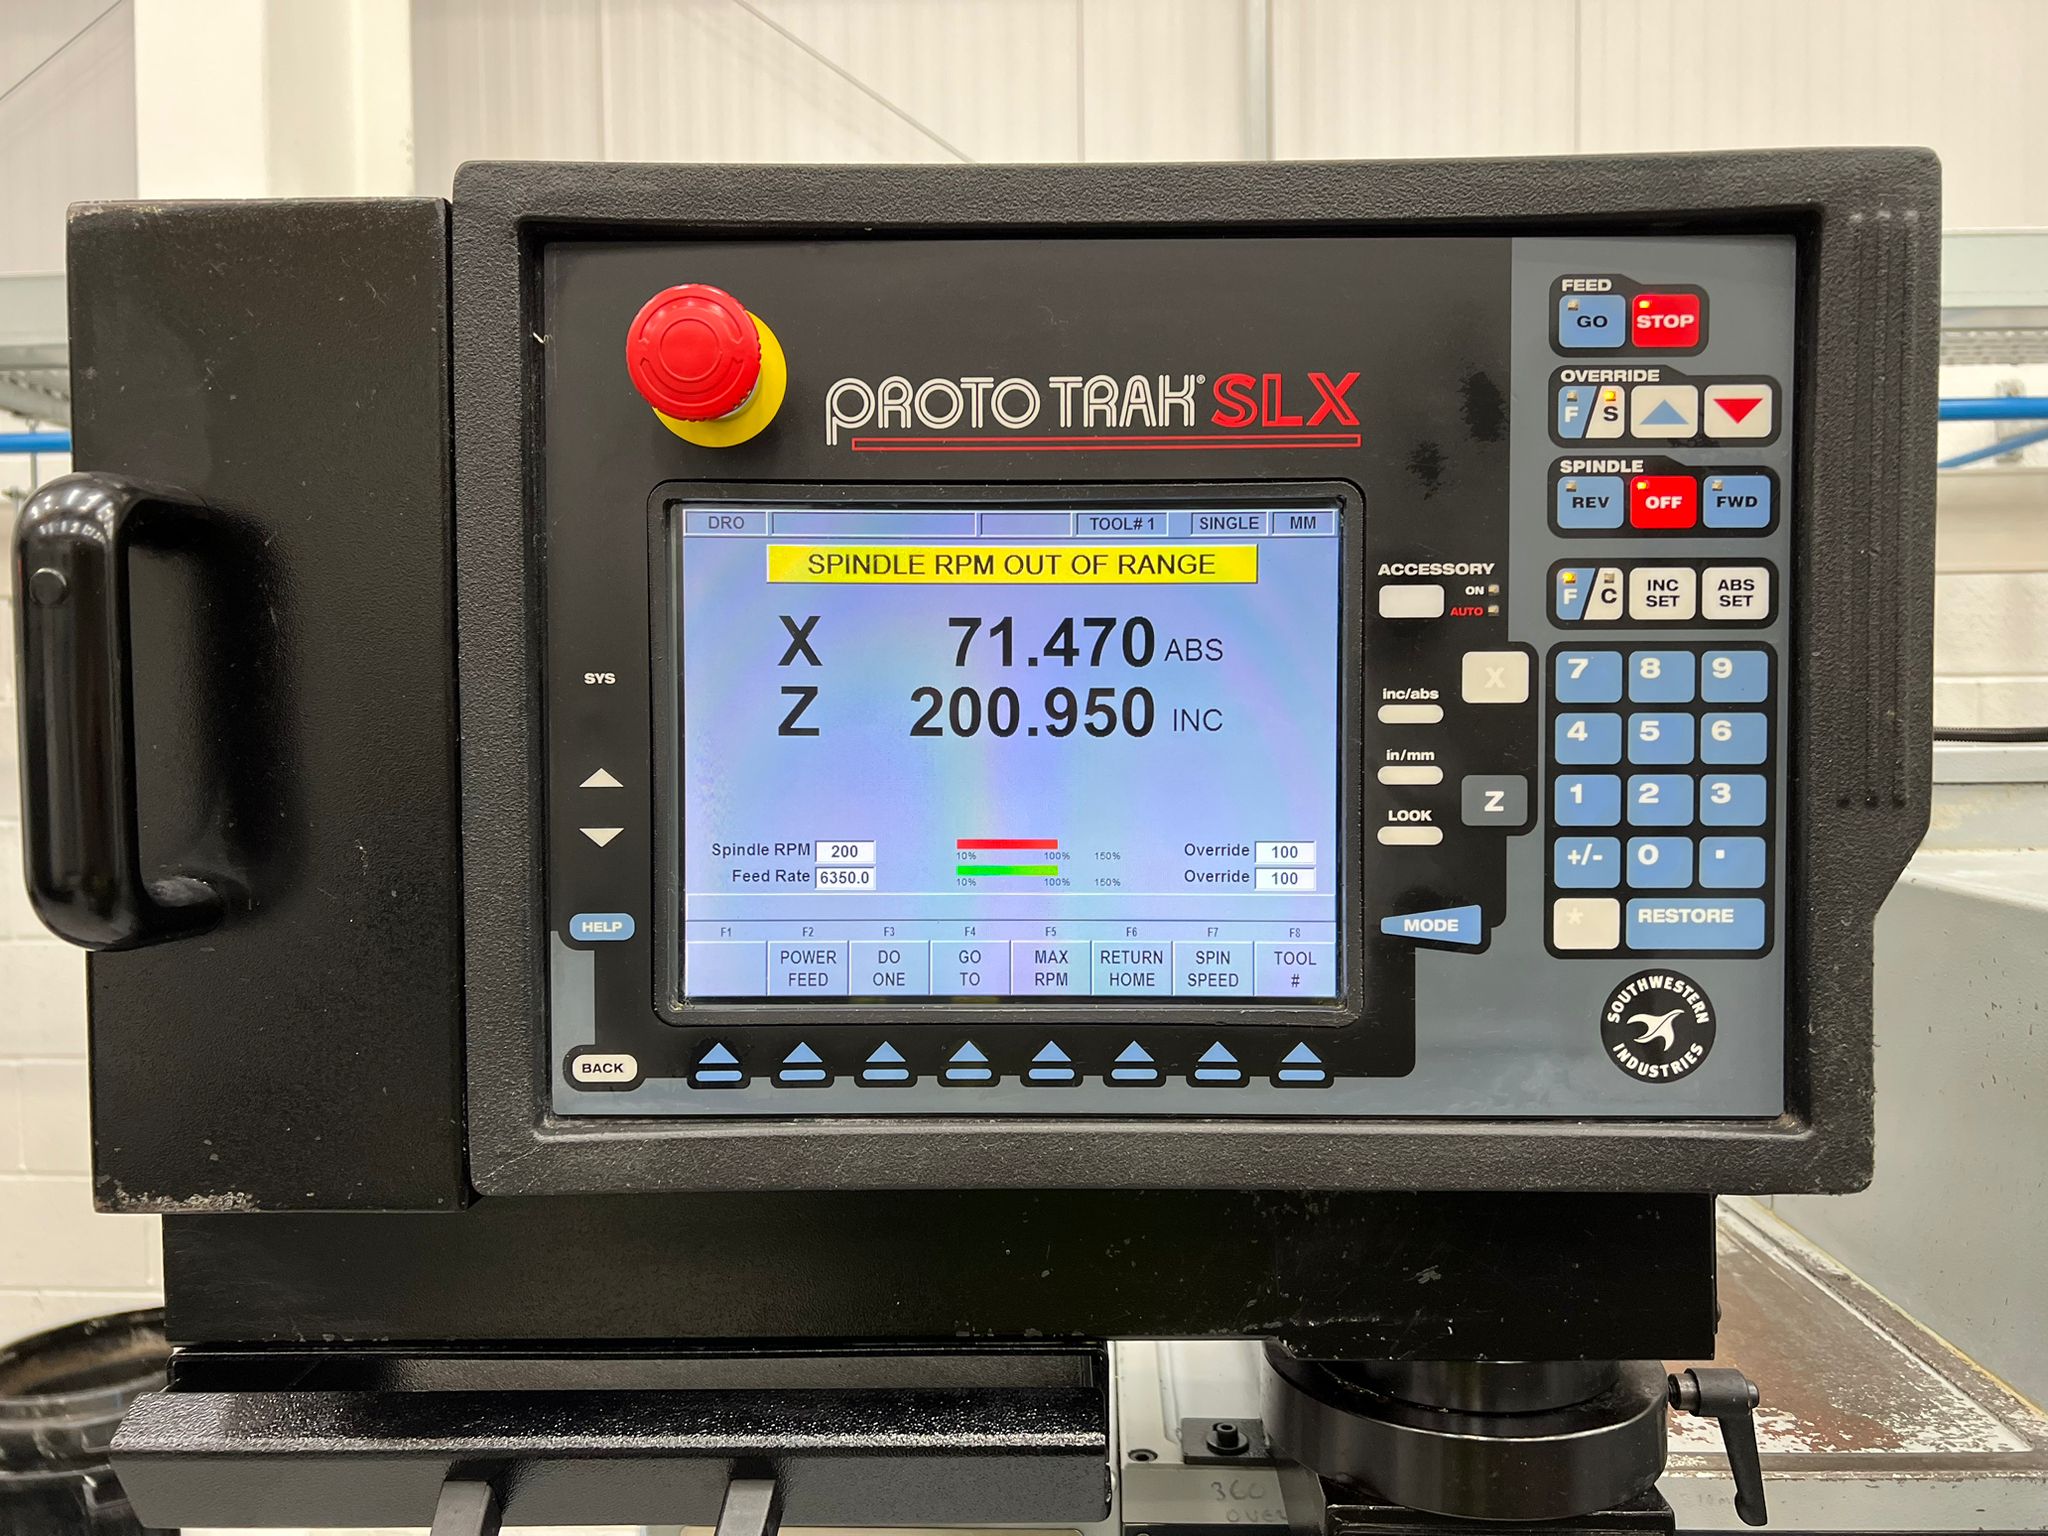 PROTO TRAK® SLX
FEED
GO STOP
OVERRIDE
F/S
SPINDLE
REV OFF FWD
F/C INC SET ABS SET
DRO TOOL# 1 SINGLE MM
SPINDLE RPM OUT OF RANGE
X 71.470 ABS
Z 200.950 INC
Spindle RPM 200 10% 100% 150% Override 100
Feed Rate 6350.0 10% 100% 150% Override 100
F1 F2 F3 F4 F5 F6 F7 F8
POWER FEED DO ONE GO TO MAX RPM RETURN HOME SPIN SPEED TOOL #
SYS
HELP
BACK
ACCESSORY
ON
AUTO
inc/abs
in/mm
LOOK
MODE
X
Z
7 8 9
4 5 6
1 2 3
+/- 0 .
* RESTORE
SOUTHWESTERN
INDUSTRIES
360